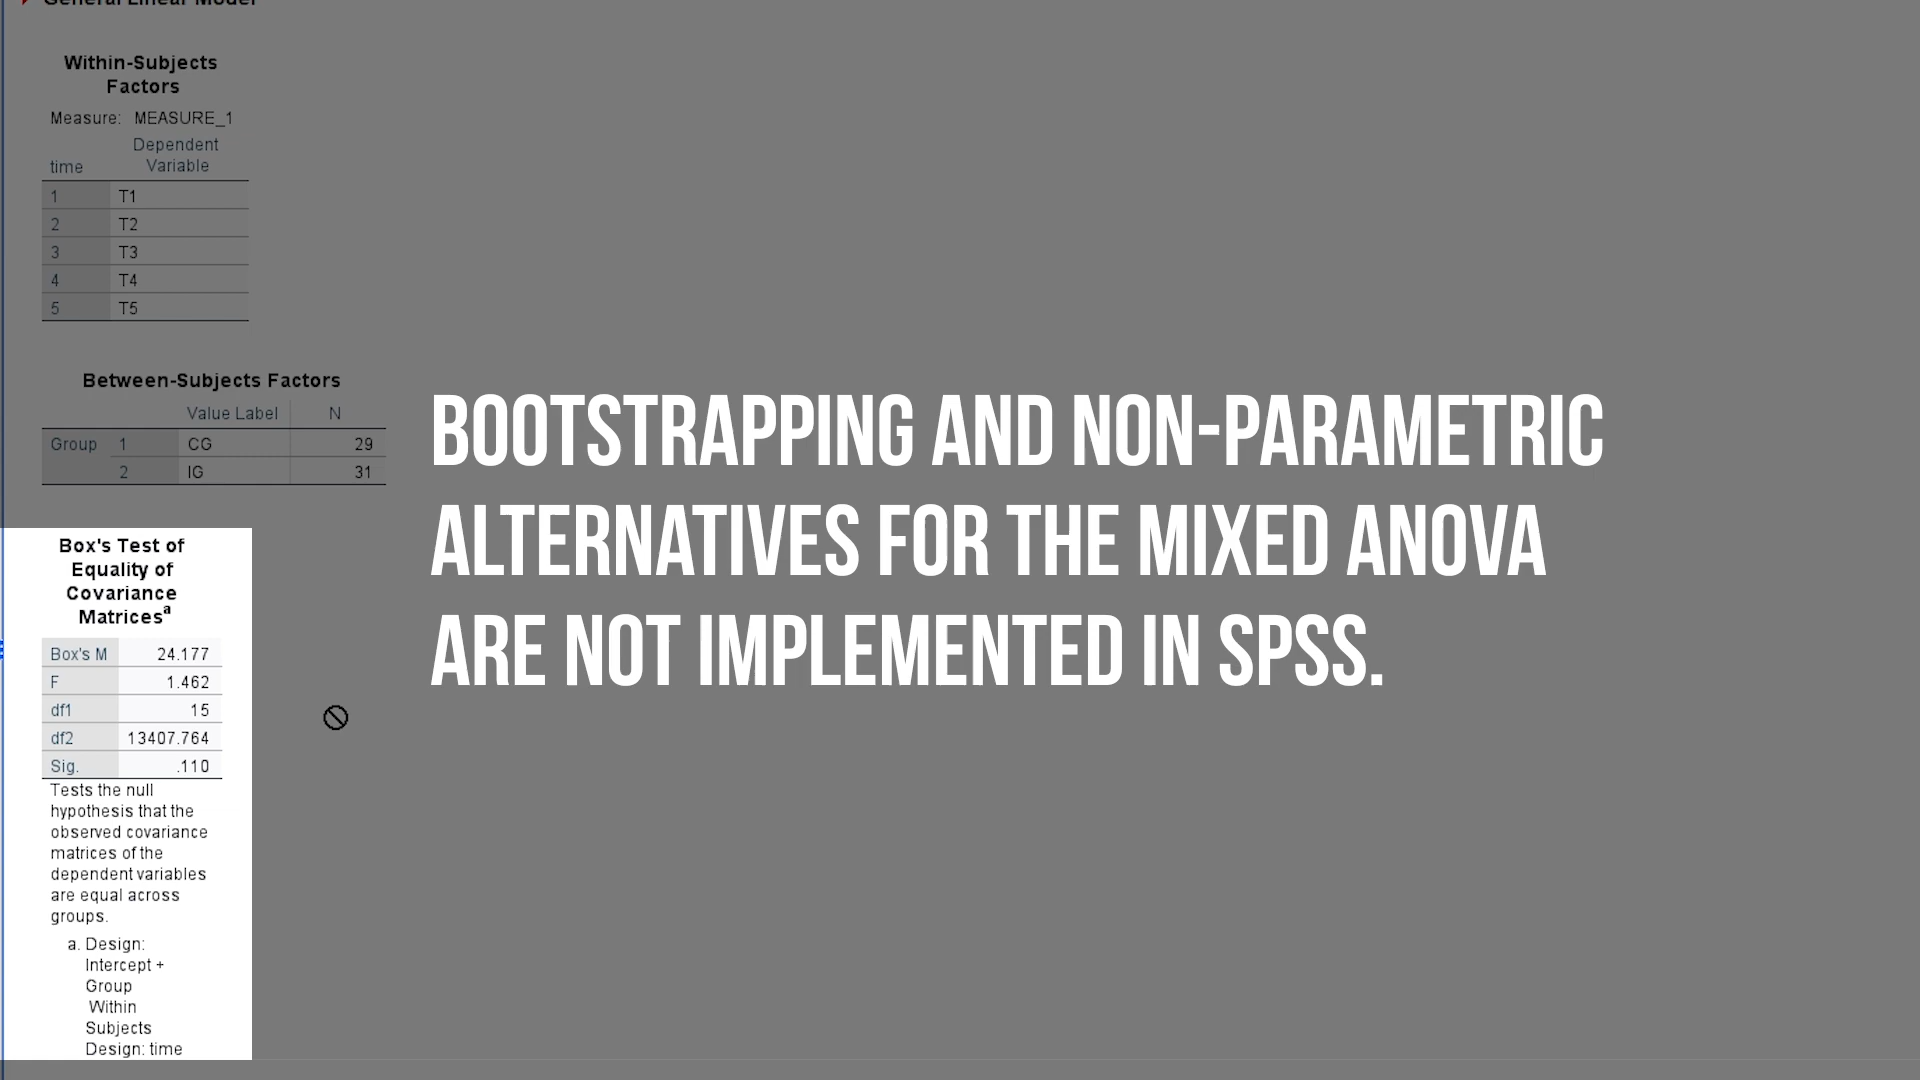 General Linear Model
Within-Subjects
Factors
Measure: MEASURE_1
Dependent
time Variable
1 T1
2 T2
3 T3
4 T4
5 T5
Between-Subjects Factors
Value Label N
Group 1 CG 29
2 IG 31
BOOTSTRAPPING AND NON-PARAMETRIC
ALTERNATIVES FOR THE MIXED ANOVA
ARE NOT IMPLEMENTED IN SPSS.
Box's Test of
Equality of
Covariance
Matricesᵃ
Box's M 24.177
F 1.462
df1 15
df2 13407.764
Sig. .110
Tests the null
hypothesis that the
observed covariance
matrices of the
dependent variables
are equal across
groups.
a. Design:
Intercept +
Group
Within
Subjects
Design: time